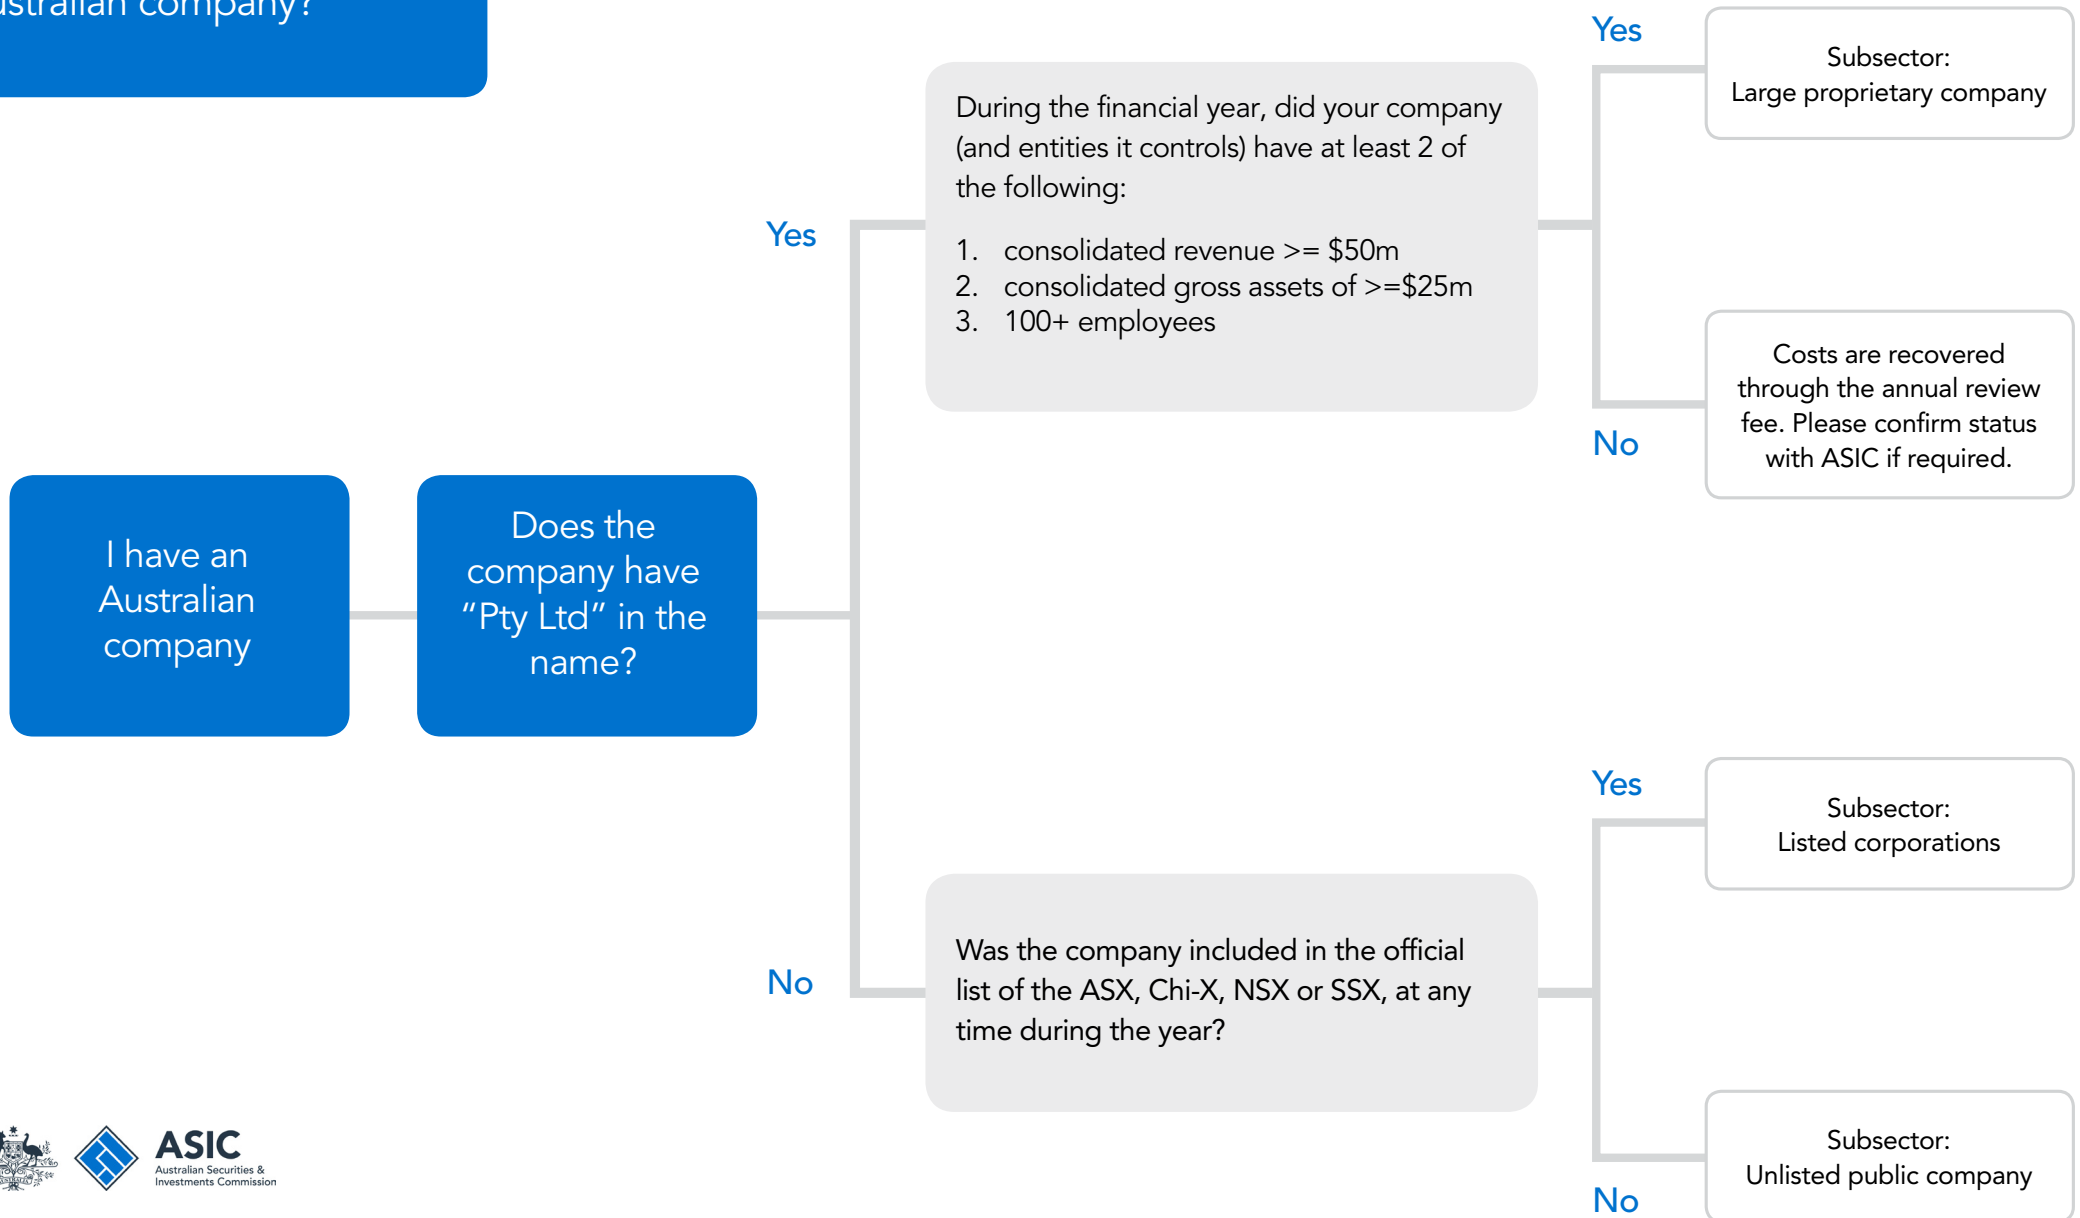 company?
I have an
Australian
company
Does the
company have
“Pty Ltd” in the
name?
Yes
During the financial year, did your company
(and entities it controls) have at least 2 of
the following:
1. consolidated revenue >= $50m
2. consolidated gross assets of >=$25m
3. 100+ employees
Yes
Subsector:
Large proprietary company
No
Costs are recovered
through the annual review
fee. Please confirm status
with ASIC if required.
No
Was the company included in the official
list of the ASX, Chi-X, NSX or SSX, at any
time during the year?
Yes
Subsector:
Listed corporations
No
Subsector:
Unlisted public company
ASIC
Australian Securities &
Investments Commission